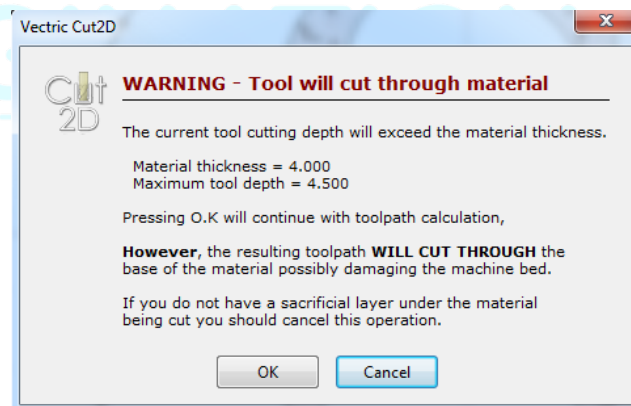 Vectric Cut2D
Cut
2D
WARNING - Tool will cut through material
The current tool cutting depth will exceed the material thickness.
Material thickness = 4.000
Maximum tool depth = 4.500
Pressing O.K will continue with toolpath calculation,
However, the resulting toolpath WILL CUT THROUGH the
base of the material possibly damaging the machine bed.
If you do not have a sacrificial layer under the material
being cut you should cancel this operation.
OK
Cancel